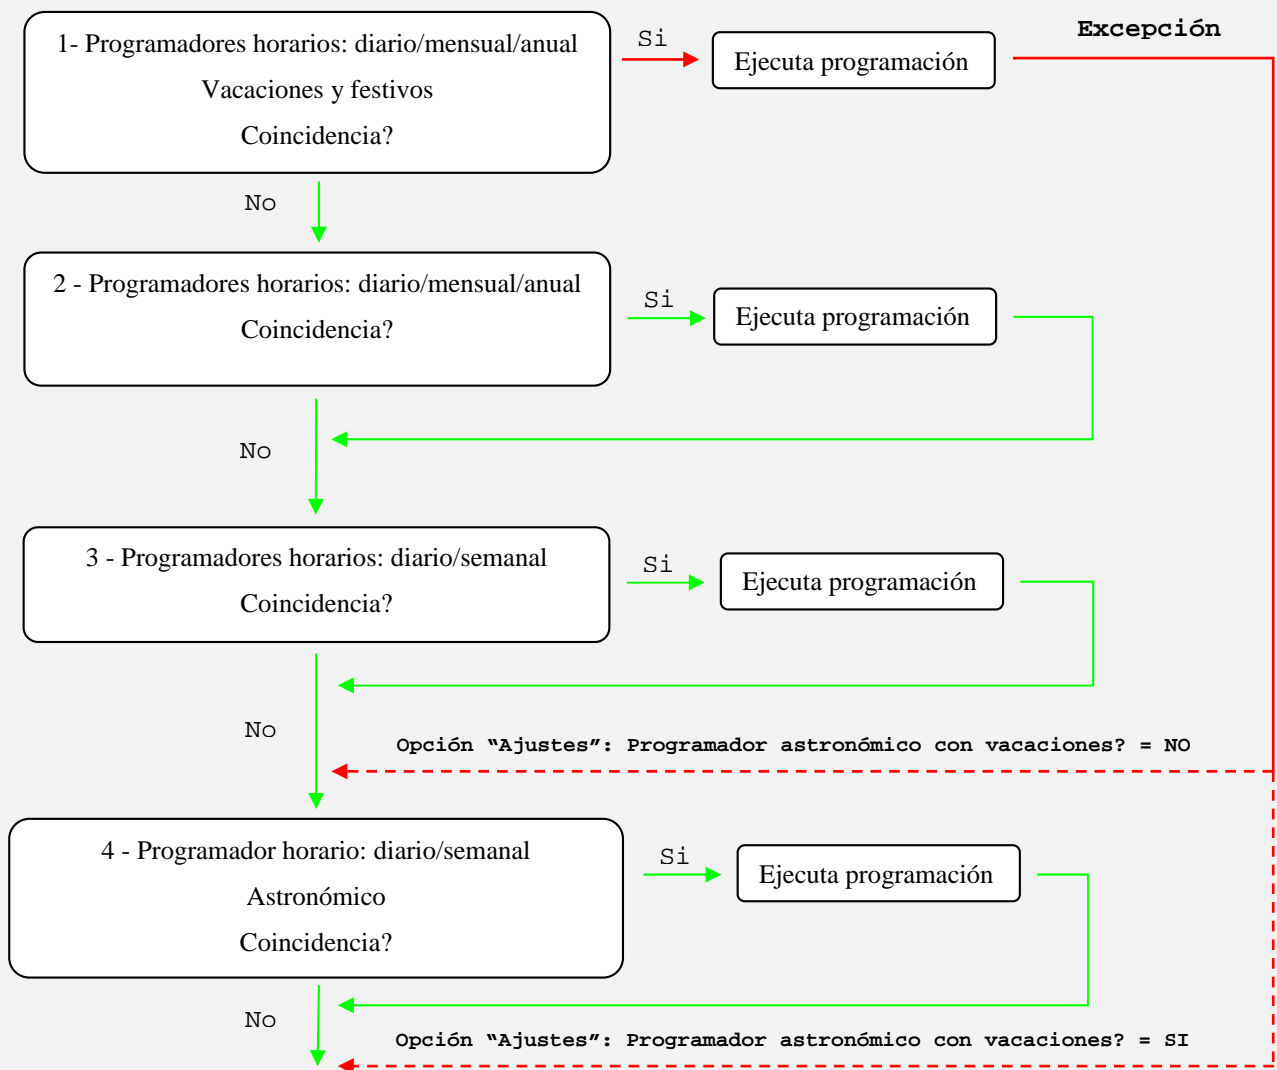 1- Programadores horarios: diario/mensual/anual
Vacaciones y festivos
Coincidencia?
Si
Ejecuta programación
Excepción
No
2 - Programadores horarios: diario/mensual/anual
Coincidencia?
Si
Ejecuta programación
No
3 - Programadores horarios: diario/semanal
Coincidencia?
Si
Ejecuta programación
No
Opción “Ajustes”: Programador astronómico con vacaciones? = NO
4 - Programador horario: diario/semanal
Astronómico
Coincidencia?
Si
Ejecuta programación
No
Opción “Ajustes”: Programador astronómico con vacaciones? = SI